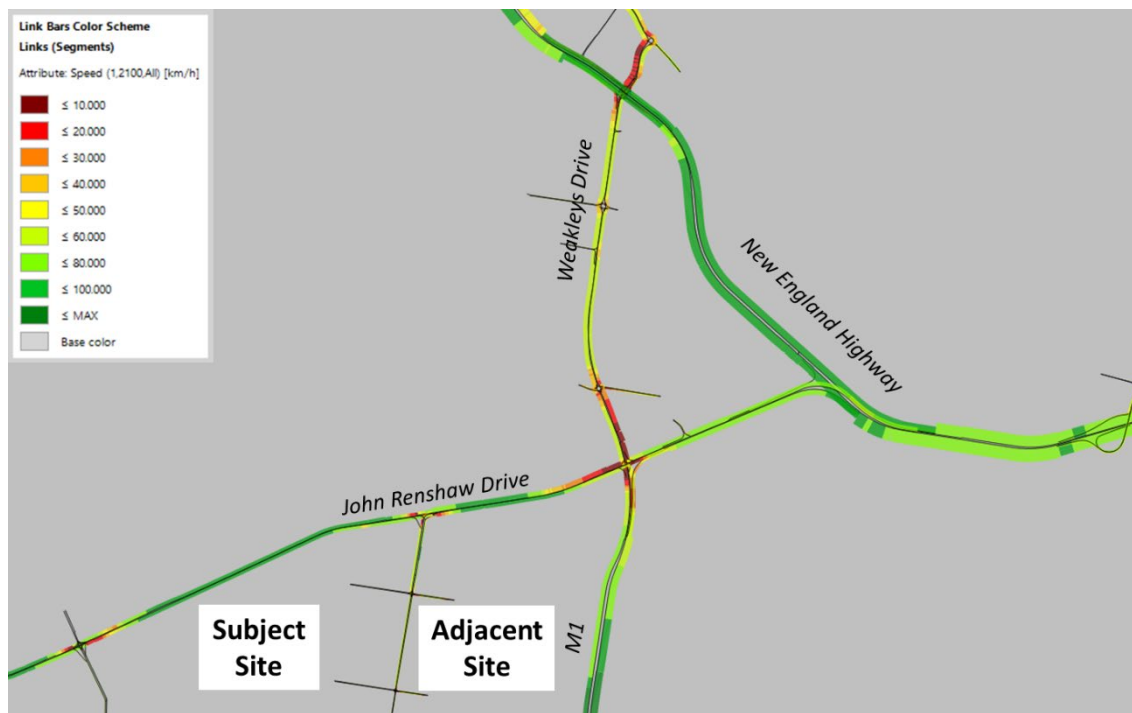 Link Bars Color Scheme
Links (Segments)
Attribute: Speed (1,2100,All) [km/h]
≤ 10.000
≤ 20.000
≤ 30.000
≤ 40.000
≤ 50.000
≤ 60.000
≤ 80.000
≤ 100.000
≤ MAX
Base color
Weakleys Drive
New England Highway
John Renshaw Drive
Subject
Site
Adjacent
Site
M1